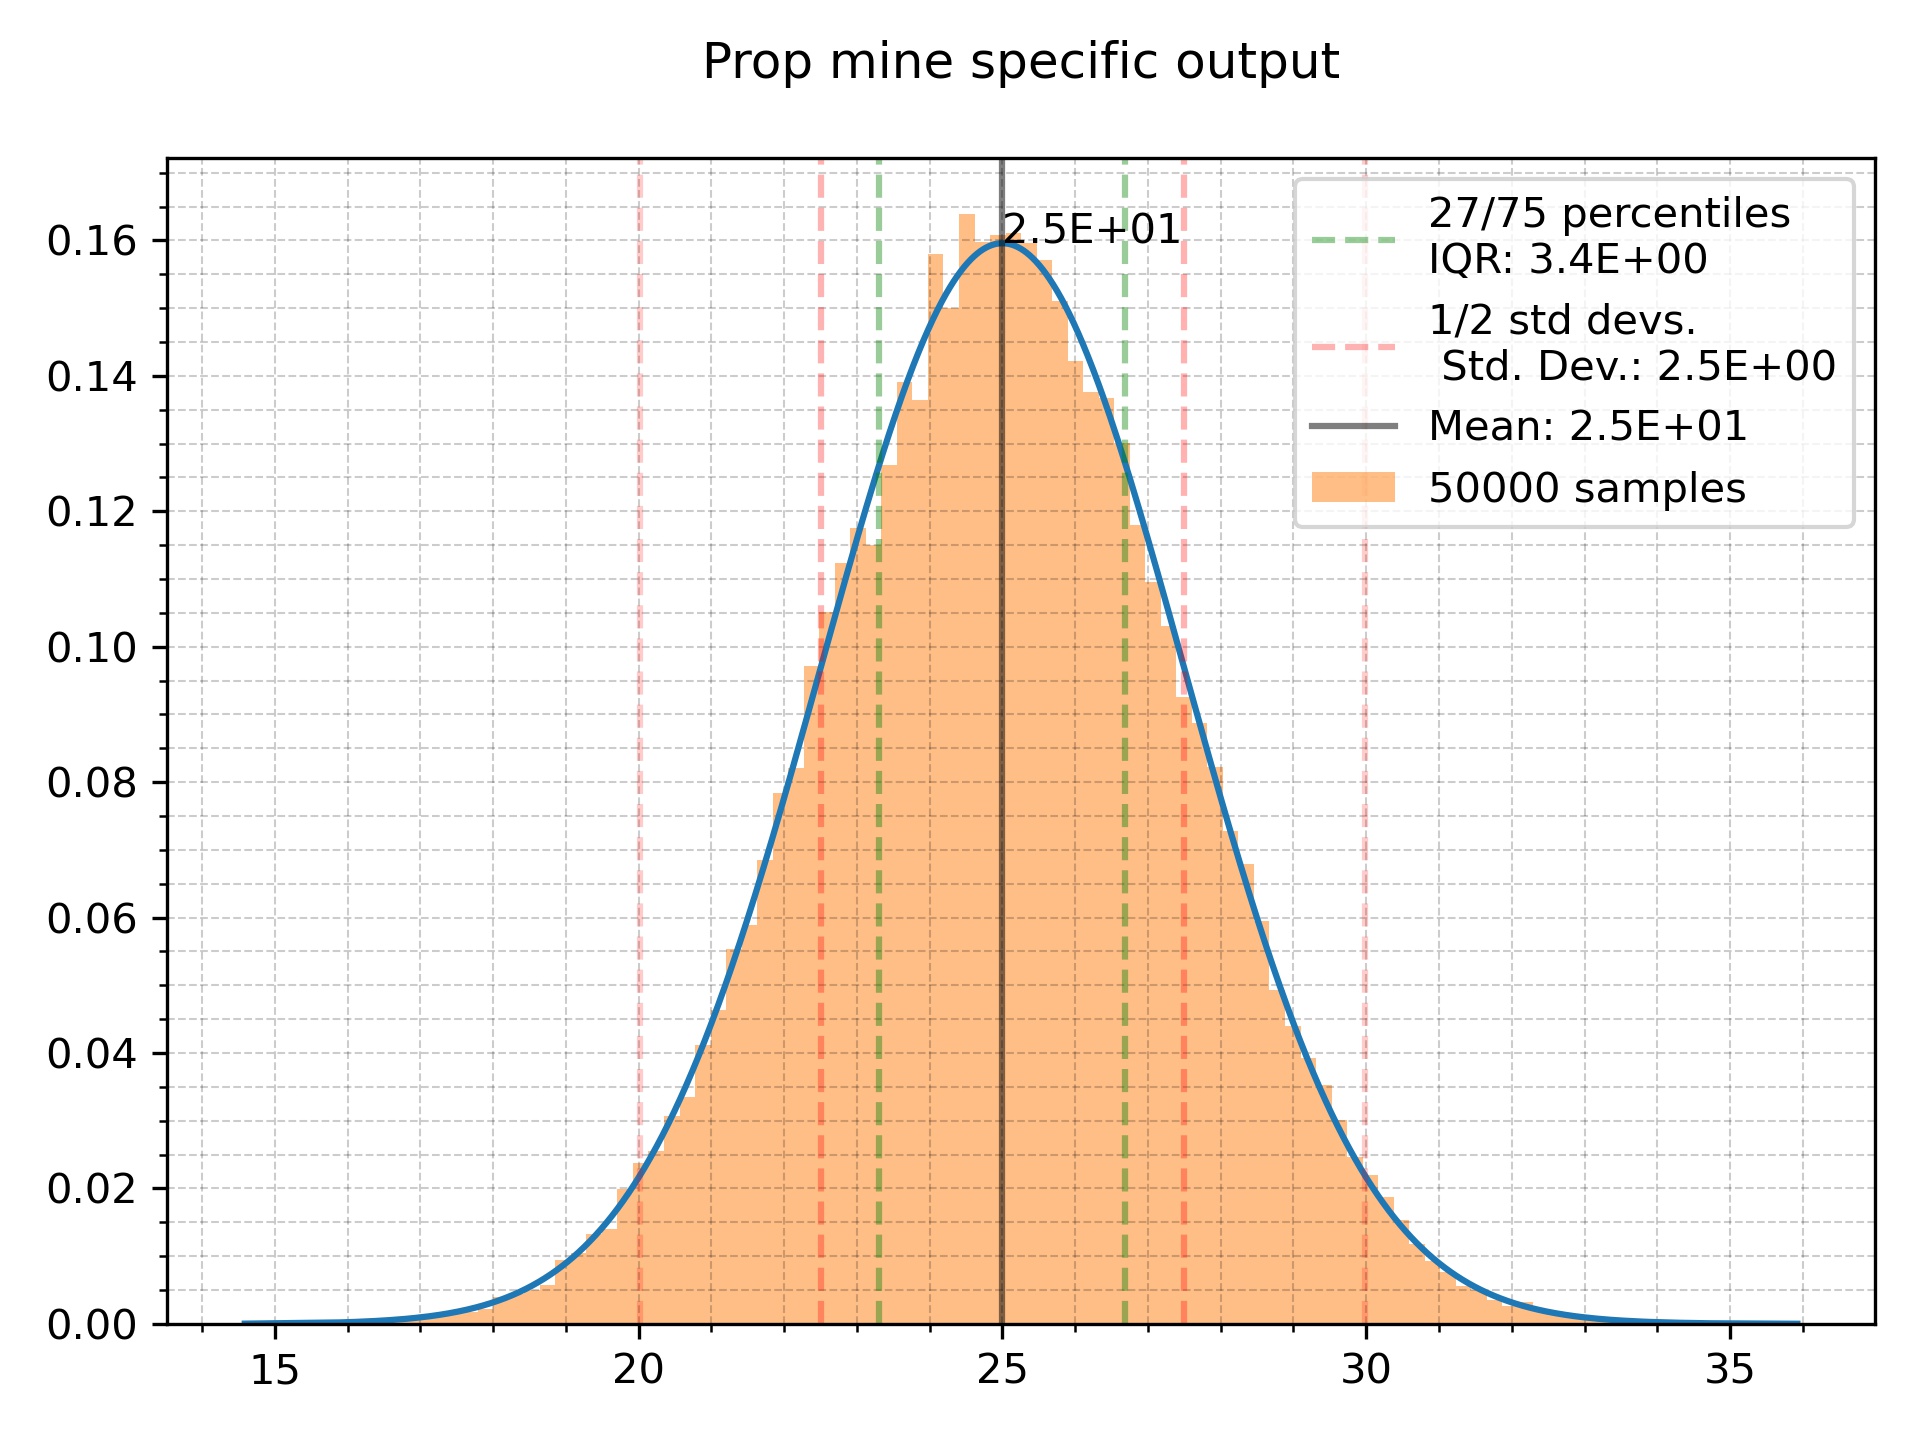 Prop mine specific output
2.5E+01
27/75 percentiles
IQR: 3.4E+00
1/2 std devs.
Std. Dev.: 2.5E+00
Mean: 2.5E+01
50000 samples
0.16
0.14
0.12
0.10
0.08
0.06
0.04
0.02
0.00
15 20 25 30 35